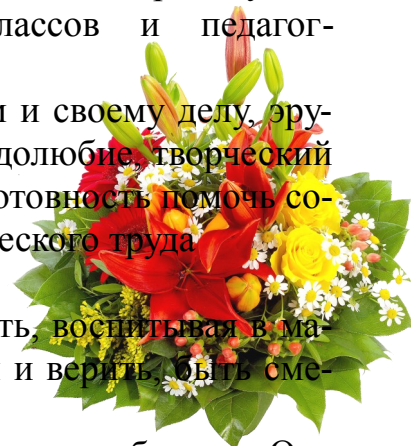 лассов и педагог-
и и своему делу, эру-
долюбие, творческий
отовность помочь со-
еского труда
ть, воспитывая в ма-
и и верить, быть сме-